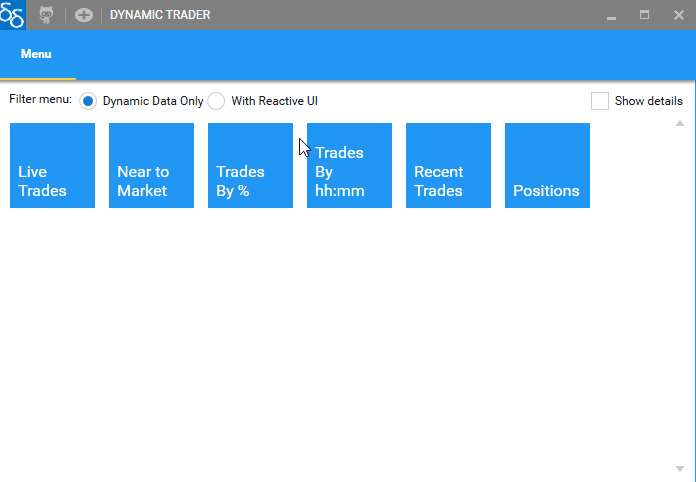 DYNAMIC TRADER
Menu
Filter menu: Dynamic Data Only With Reactive UI Show details
Live
Trades
Near to
Market
Trades
By %
Trades
By
hh:mm
Recent
Trades
Positions